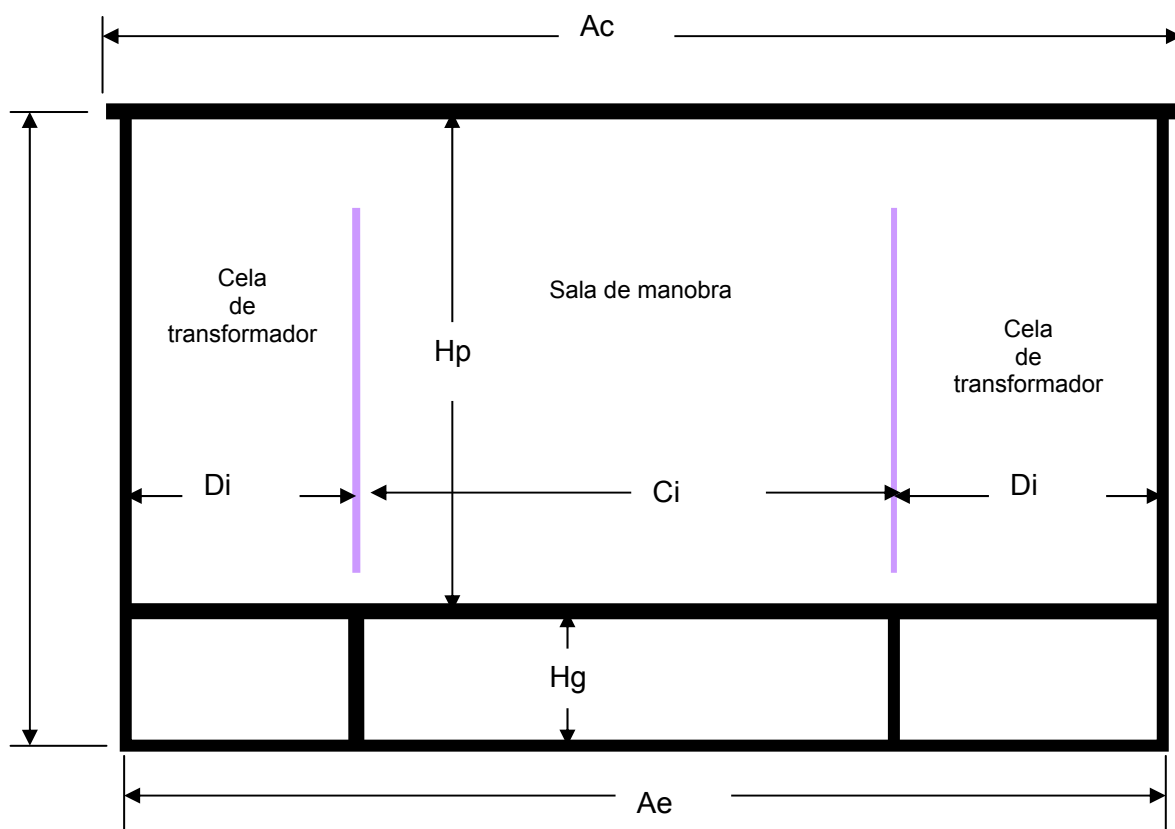 Ac
Cela
de
transformador
Sala de manobra
Cela
de
transformador
Hp
Di
Ci
Di
Hg
Ae